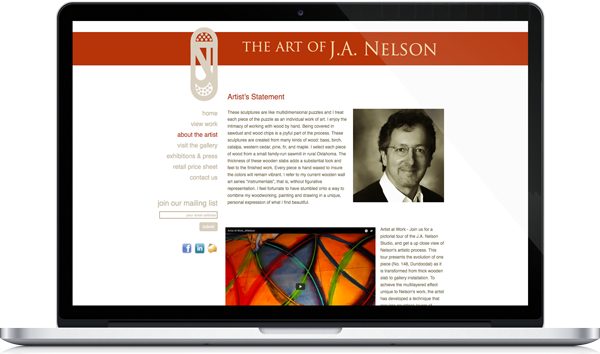 THE ART OF J.A. NELSON
home
view work
about the artist
visit the gallery
exhibitions & press
retail price sheet
contact us
join our mailing list
your email address
submit
Artist's Statement
These sculptures are like multidimensional puzzles and I treat
each piece of the puzzle as an individual work of art. I enjoy the
intimacy of working with wood by hand. Being covered in
sawdust and wood chips is a joyful part of the process. These
sculptures are created from many kinds of wood: bass, birch,
catalpa, western cedar, pine, fir, and maple. I select each piece
of wood from a small family-run sawmill in rural Oklahoma. The
thickness of these wooden slabs adds a substantial look and
feel to the finished work. Every piece is hand waxed to insure
the colors will remain vibrant. I refer to my current wooden wall
art series "instrumentals", that is, without figurative
representation. I feel fortunate to have stumbled onto a way to
combine my woodworking, painting and drawing in a unique,
personal expression of what I find beautiful.
Artist at Work - Join us for a
pictorial tour of the J.A. Nelson
Studio, and get a up close view of
Nelson's artistic process. This
tour presents the evolution of one
piece (No. 148, Dundoodat) as it
is transformed from thick wooden
slab to gallery installation. To
achieve the multilayered effect
unique to Nelson's work, the artist
has developed a technique that